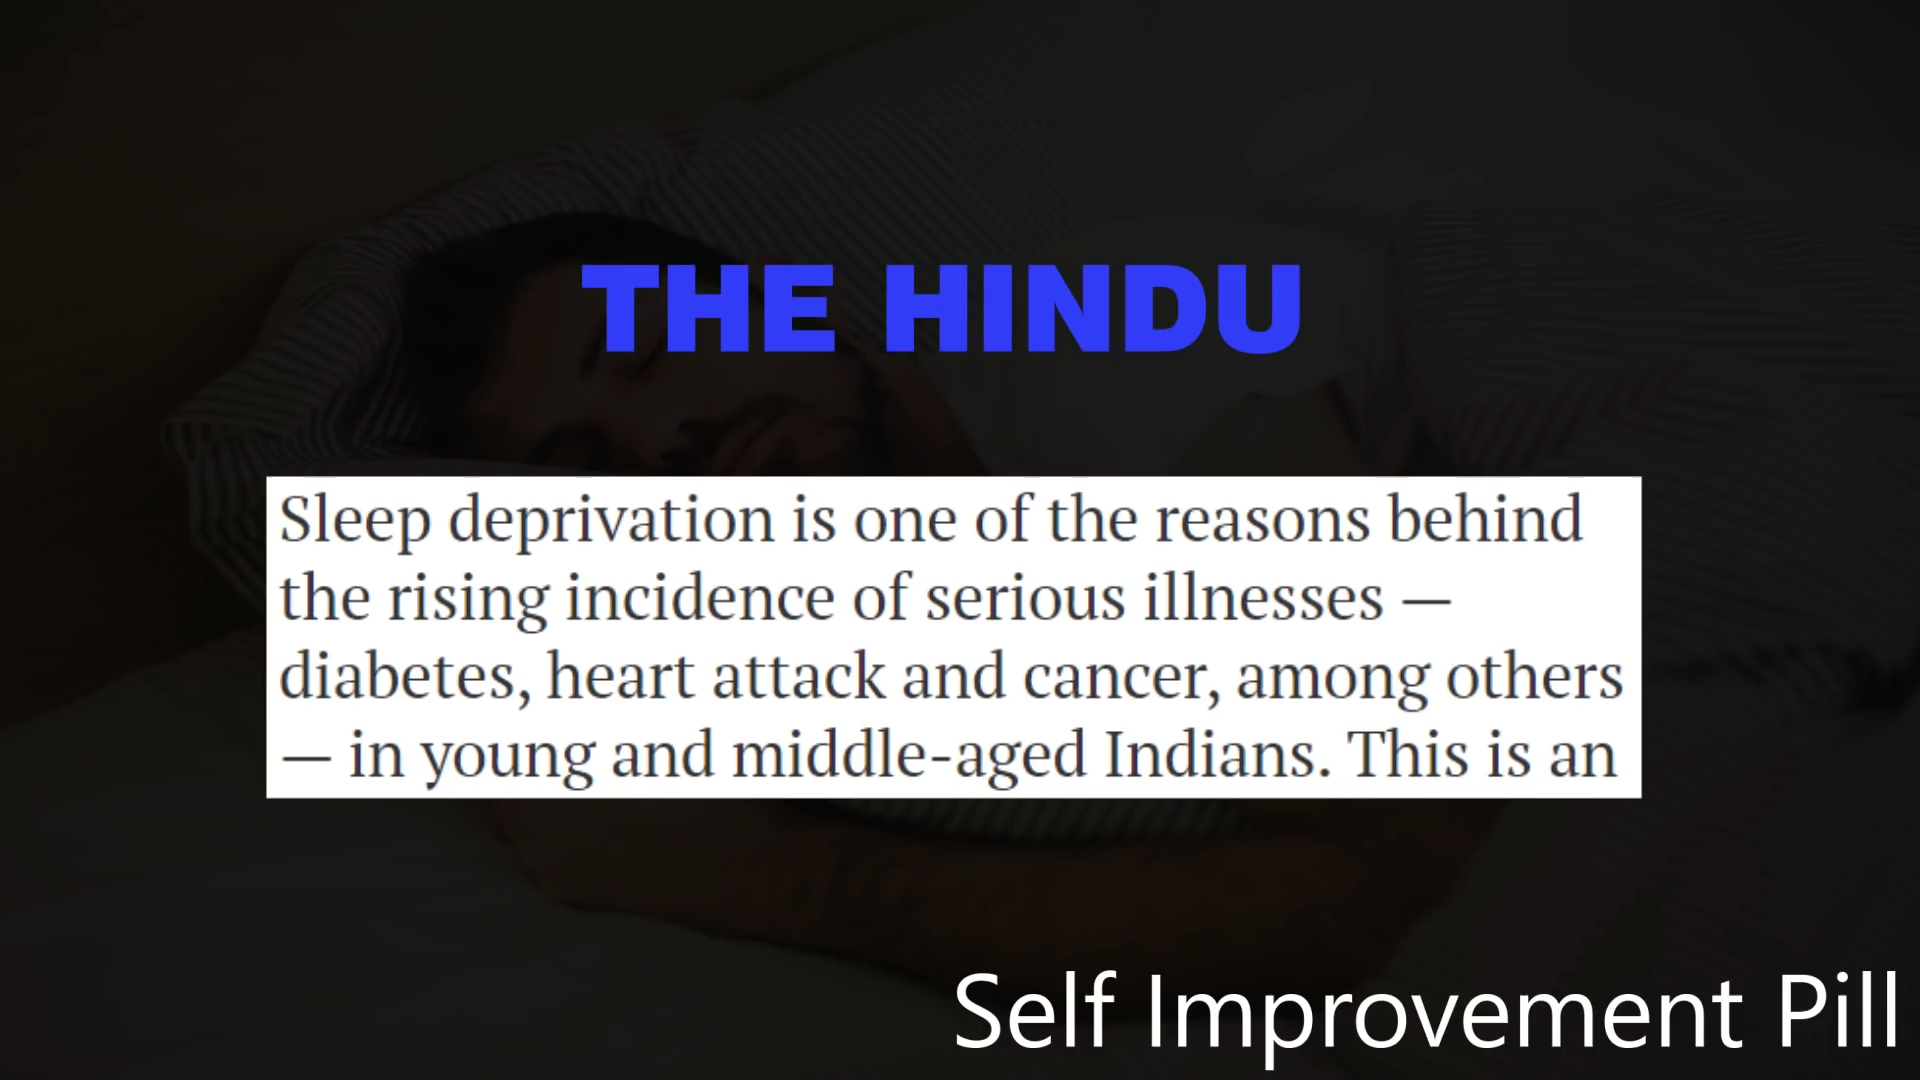 THE HINDU
Sleep deprivation is one of the reasons behind
the rising incidence of serious illnesses —
diabetes, heart attack and cancer, among others
— in young and middle-aged Indians. This is an
Self Improvement Pill